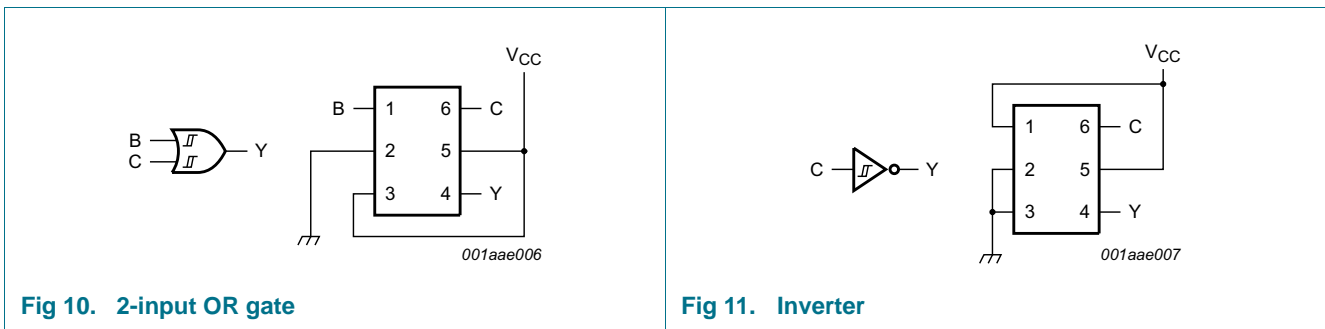 VCC
B
C
Y
B 1 6 C
2 5
3 4 Y
001aae006
Fig 10. 2-input OR gate
VCC
C
Y
1 6 C
2 5
3 4 Y
001aae007
Fig 11. Inverter